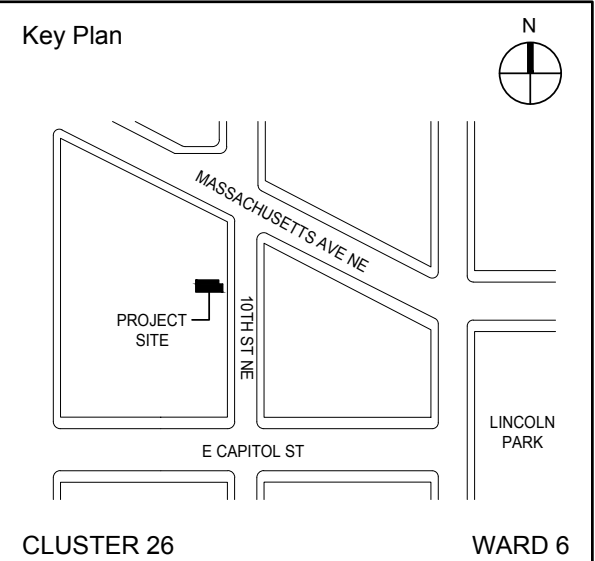 Key Plan
N
MASSACHUSETTS AVE NE
PROJECT
SITE
10TH ST NE
LINCOLN
PARK
E CAPITOL ST
CLUSTER 26
WARD 6